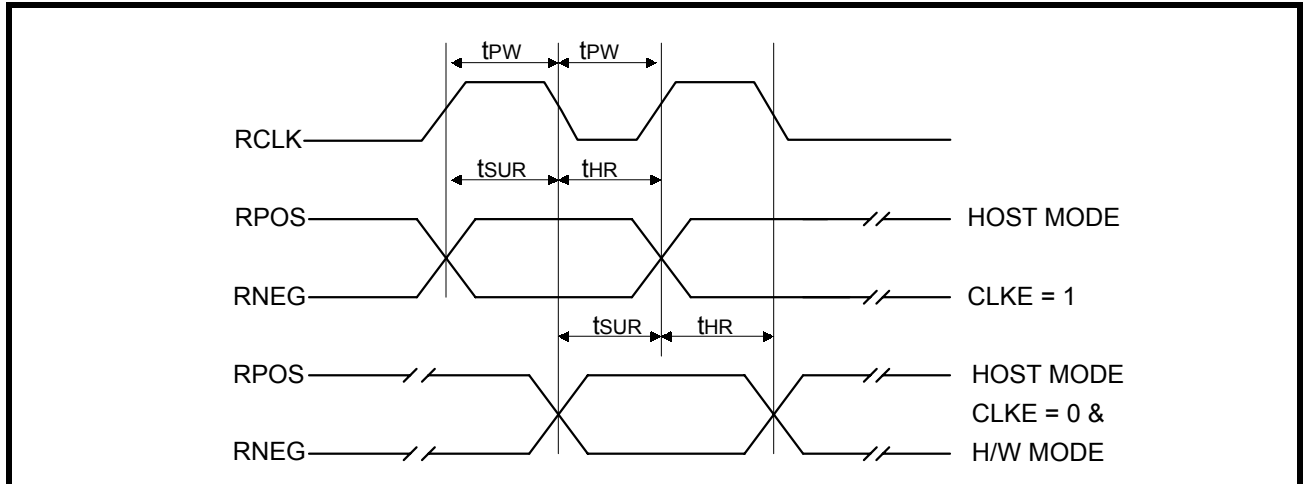 tPW tPW
RCLK
tSUR tHR
RPOS HOST MODE
RNEG CLKE = 1
tSUR tHR
RPOS HOST MODE
CLKE = 0 &
RNEG H/W MODE